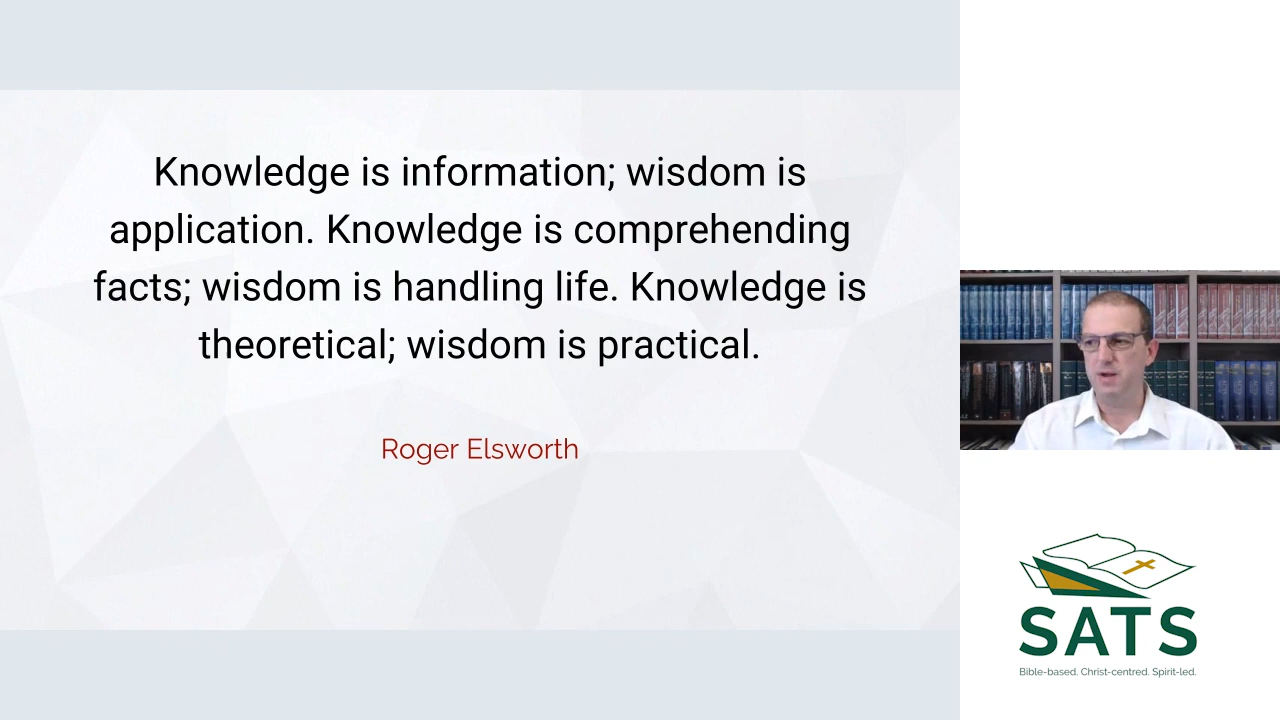 Knowledge is information; wisdom is
application. Knowledge is comprehending
facts; wisdom is handling life. Knowledge is
theoretical; wisdom is practical.
Roger Elsworth
SATS
Bible-based. Christ-centred. Spirit-led.